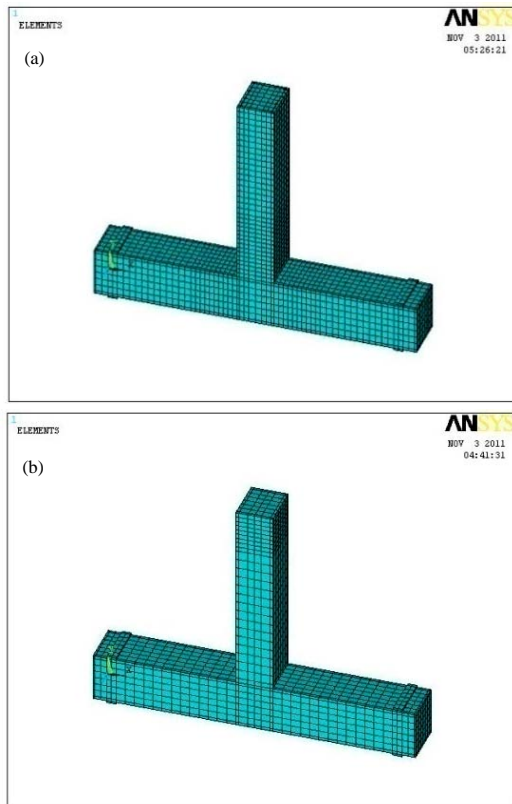 1
ELEMENTS
ANSYS
NOV 3 2011
05:26:21
(a)
1
ELEMENTS
ANSYS
NOV 3 2011
04:41:31
(b)